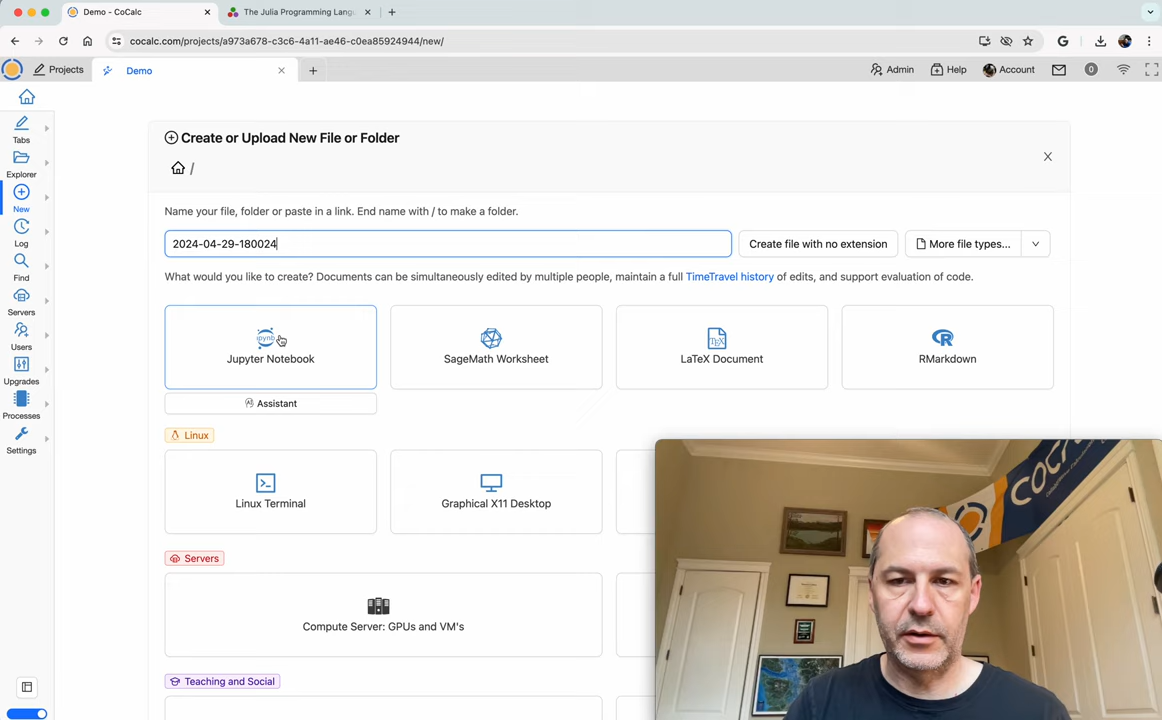 Demo - CoCalc
The Julia Programming Lang
cocalc.com/projects/a973a678-c3c6-4a11-ae46-c0ea85924944/new/
Projects
Demo
Admin
Help
Account
0
Tabs
Explorer
New
Log
Find
Servers
Users
Upgrades
Processes
Settings
Create or Upload New File or Folder
/
Name your file, folder or paste in a link. End name with / to make a folder.
2024-04-29-180024
Create file with no extension
More file types...
What would you like to create? Documents can be simultaneously edited by multiple people, maintain a full TimeTravel history of edits, and support evaluation of code.
ipynb
Jupyter Notebook
SageMath Worksheet
TEX
LaTeX Document
R
RMarkdown
Assistant
Linux
Linux Terminal
Graphical X11 Desktop
Servers
Compute Server: GPUs and VM's
Teaching and Social
COCALC